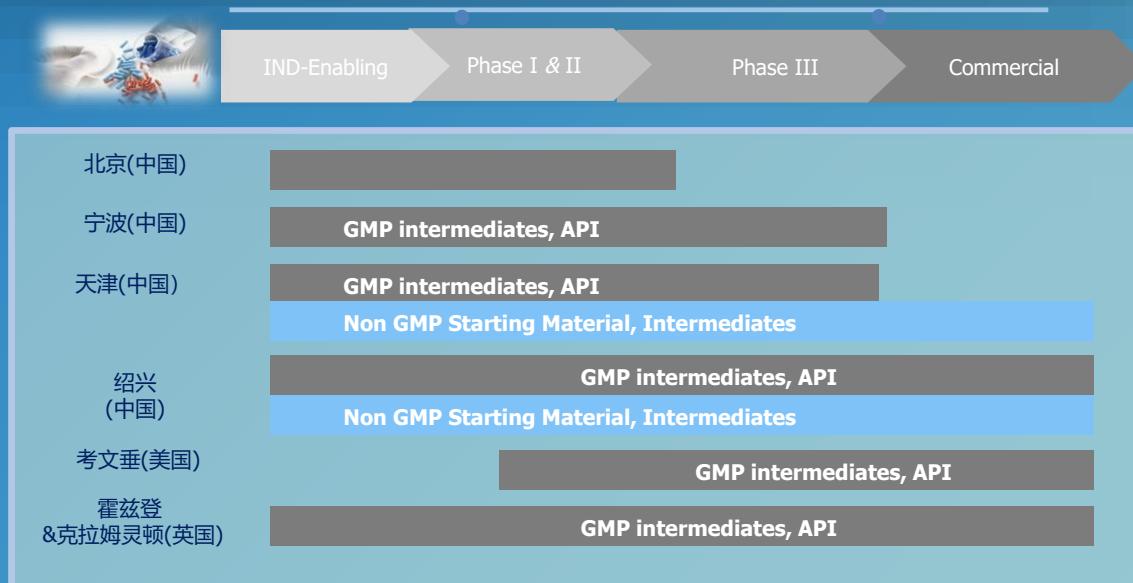 IND-Enabling
Phase I & II
Phase III
Commercial
北京(中国)
宁波(中国)
GMP intermediates, API
天津(中国)
GMP intermediates, API
Non GMP Starting Material, Intermediates
绍兴
(中国)
GMP intermediates, API
Non GMP Starting Material, Intermediates
考文垂(美国)
GMP intermediates, API
霍兹登
&克拉姆灵顿(英国)
GMP intermediates, API